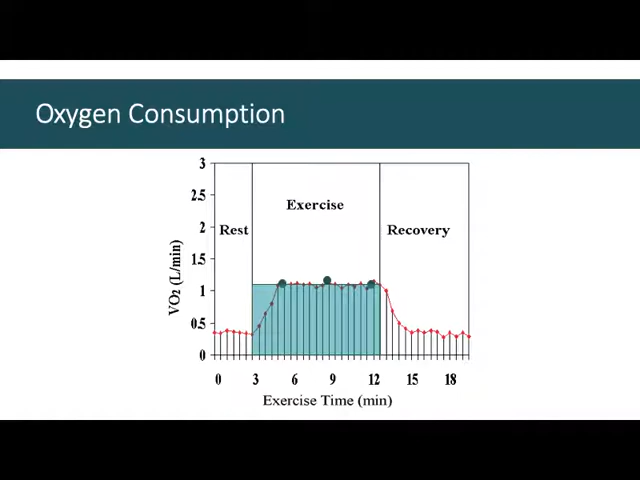 Oxygen Consumption
3
2.5
2
1.5
1
0.5
0
VO2 (L/min)
Rest
Exercise
Recovery
0 3 6 9 12 15 18
Exercise Time (min)